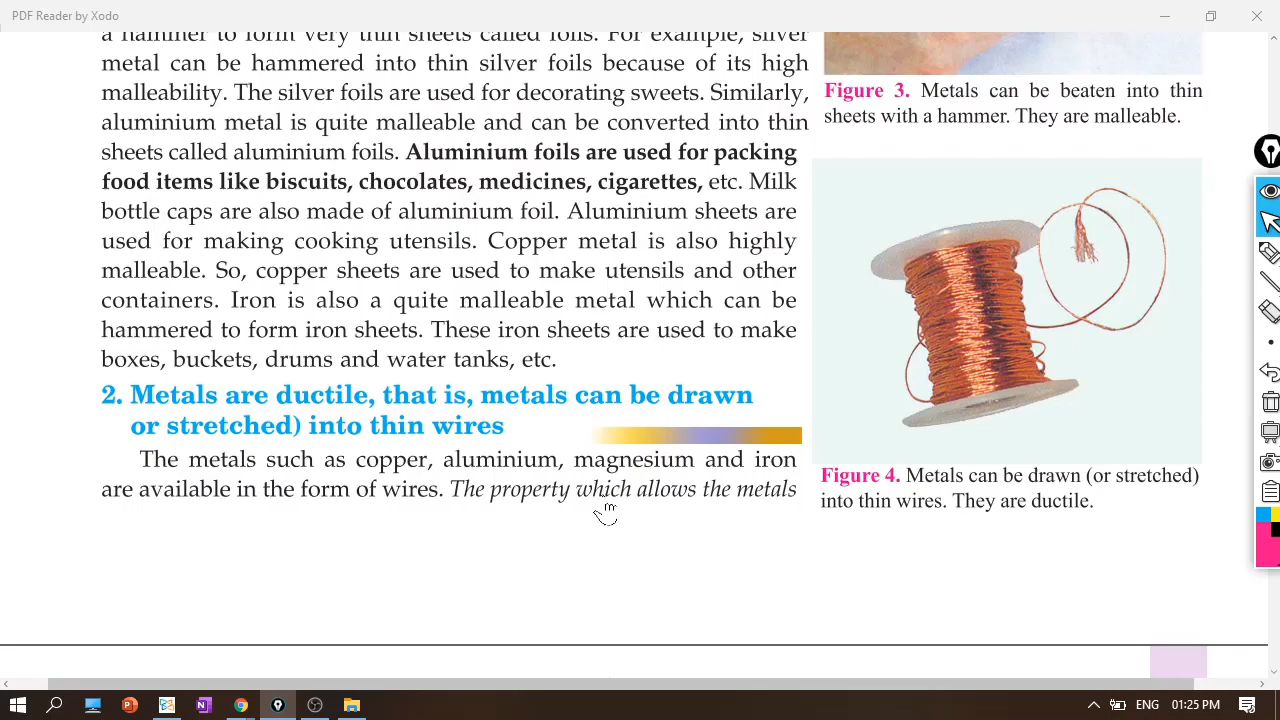 PDF Reader by Xodo
a hammer to form very thin sheets called foils. For example, silver
metal can be hammered into thin silver foils because of its high
malleability. The silver foils are used for decorating sweets. Similarly,
aluminium metal is quite malleable and can be converted into thin
sheets called aluminium foils. Aluminium foils are used for packing
food items like biscuits, chocolates, medicines, cigarettes, etc. Milk
bottle caps are also made of aluminium foil. Aluminium sheets are
used for making cooking utensils. Copper metal is also highly
malleable. So, copper sheets are used to make utensils and other
containers. Iron is also a quite malleable metal which can be
hammered to form iron sheets. These iron sheets are used to make
boxes, buckets, drums and water tanks, etc.
2. Metals are ductile, that is, metals can be drawn
or stretched) into thin wires
The metals such as copper, aluminium, magnesium and iron
are available in the form of wires. The property which allows the metals
Figure 3. Metals can be beaten into thin
sheets with a hammer. They are malleable.
Figure 4. Metals can be drawn (or stretched)
into thin wires. They are ductile.
ENG 01:25 PM